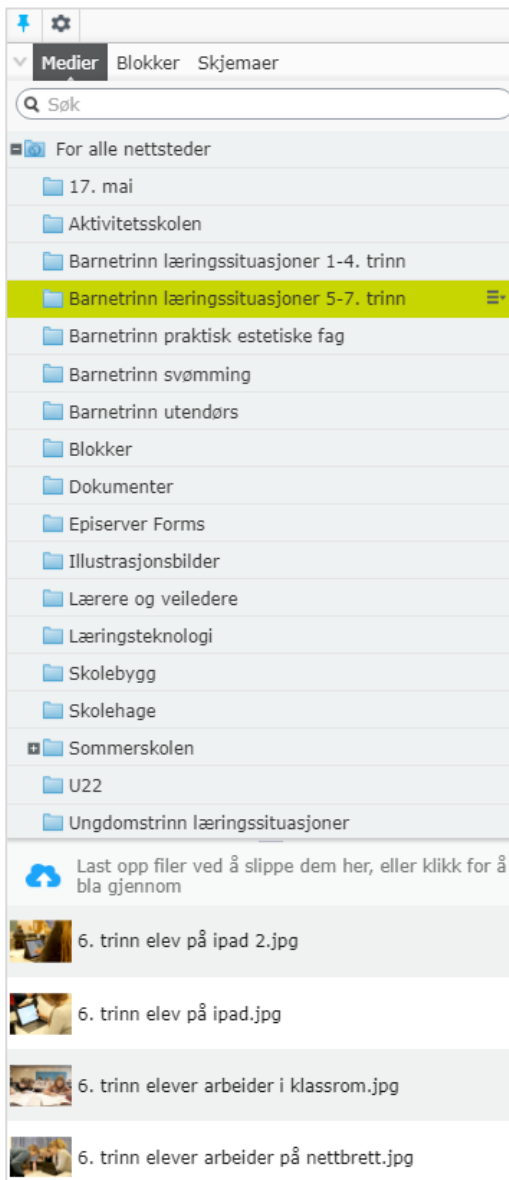 Medier Blokker Skjemaer
Søk
For alle nettsteder
17. mai
Aktivitetsskolen
Barnetrinn læringssituasjoner 1-4. trinn
Barnetrinn læringssituasjoner 5-7. trinn
Barnetrinn praktisk estetiske fag
Barnetrinn svømming
Barnetrinn utendørs
Blokker
Dokumenter
Episerver Forms
Illustrasjonsbilder
Lærere og veiledere
Læringsteknologi
Skolebygg
Skolehage
Sommerskolen
U22
Ungdomstrinn læringssituasjoner
Last opp filer ved å slippe dem her, eller klikk for å
bla gjennom
6. trinn elev på ipad 2.jpg
6. trinn elev på ipad.jpg
6. trinn elever arbeider i klassrom.jpg
6. trinn elever arbeider på nettbrett.jpg